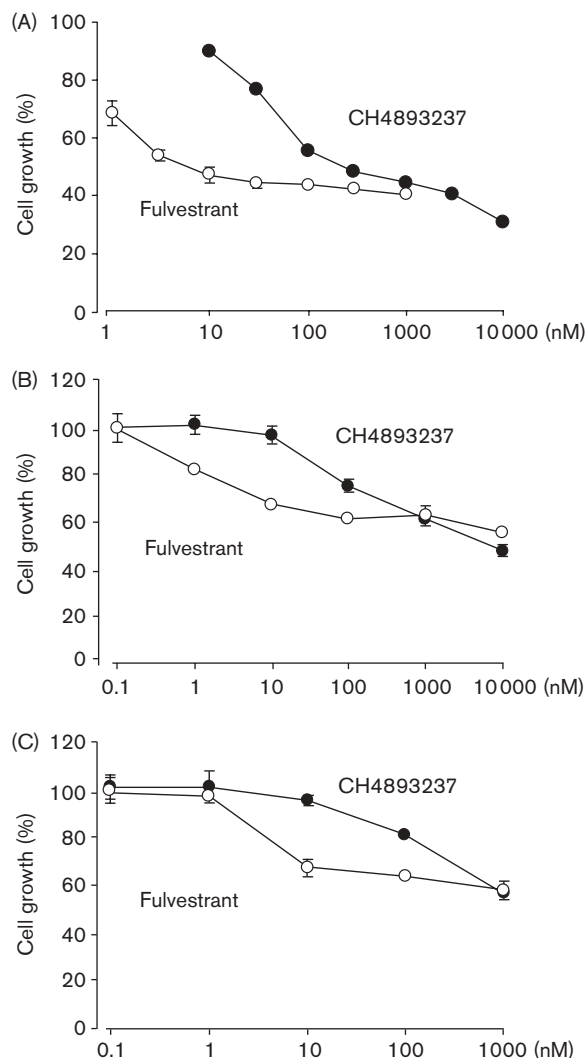 (A)
100
80
60
40
20
0
Cell growth (%)
CH4893237
Fulvestrant
1 10 100 1000 10 000 (nM)
(B)
120
100
80
60
40
20
0
Cell growth (%)
CH4893237
Fulvestrant
0.1 1 10 100 1000 10 000 (nM)
(C)
120
100
80
60
40
20
0
Cell growth (%)
CH4893237
Fulvestrant
0.1 1 10 100 1000 (nM)